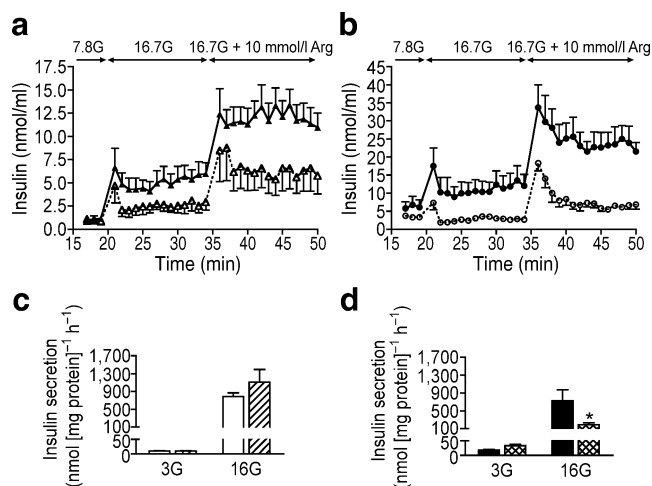 a
7.8G 16.7G 16.7G + 10 mmol/l Arg
Insulin (nmol/ml)
17.5
15.0
12.5
10.0
7.5
5.0
2.5
0.0
15 20 25 30 35 40 45 50
Time (min)
b
7.8G 16.7G 16.7G + 10 mmol/l Arg
Insulin (nmol/ml)
45
40
35
30
25
20
15
10
5
0
15 20 25 30 35 40 45 50
Time (min)
c
Insulin secretion
(nmol [mg protein]⁻¹ h⁻¹)
1,700
1,300
900
500
100
50
0
3G 16G
d
Insulin secretion
(nmol [mg protein]⁻¹ h⁻¹)
1,700
1,300
900
500
100
50
0
*
3G 16G